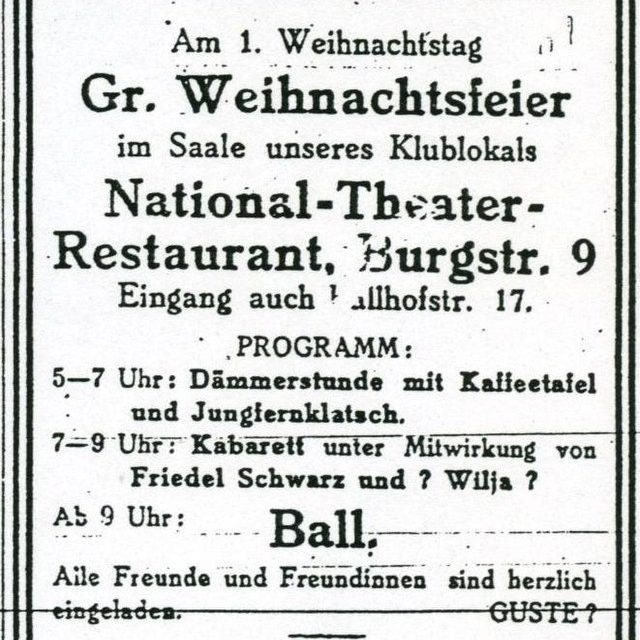 Am 1. Weihnachtstag
Gr. Weihnachtsfeier
im Saale unseres Klublokals
National-Theater-
Restaurant, Burgstr. 9
Eingang auch 17.
PROGRAMM:
5—7 Uhr: Dämmerstunde mit Kaffeetafel
und Jungfernklatsch.
7—9 Uhr: Kabarett unter Mitwirkung von
Friedel Schwarz und ? Wilja ?
Ab 9 Uhr: Ball.
Alle Freunde und Freundinnen sind herzlich
eingeladen. GUSTE?